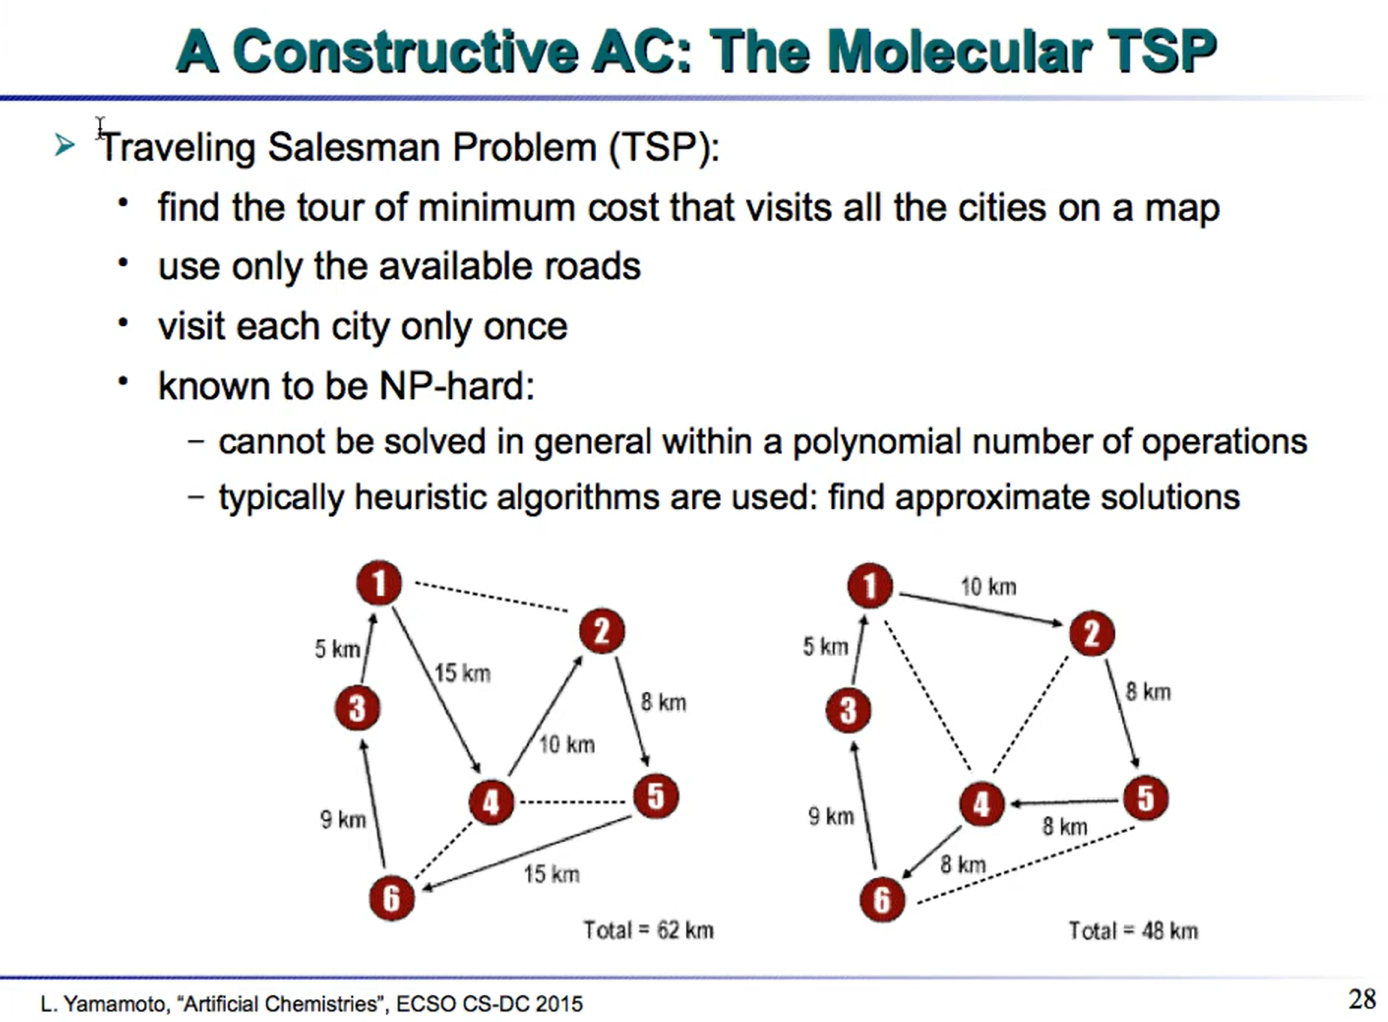 A Constructive AC: The Molecular TSP
Traveling Salesman Problem (TSP):
find the tour of minimum cost that visits all the cities on a map
use only the available roads
visit each city only once
known to be NP-hard:
– cannot be solved in general within a polynomial number of operations
– typically heuristic algorithms are used: find approximate solutions
1
2
5 km
15 km
3
8 km
10 km
4
5
9 km
15 km
6
Total = 62 km
1
10 km
2
5 km
8 km
3
4
5
9 km
8 km
8 km
6
Total = 48 km
L. Yamamoto, “Artificial Chemistries”, ECSO CS-DC 2015
28